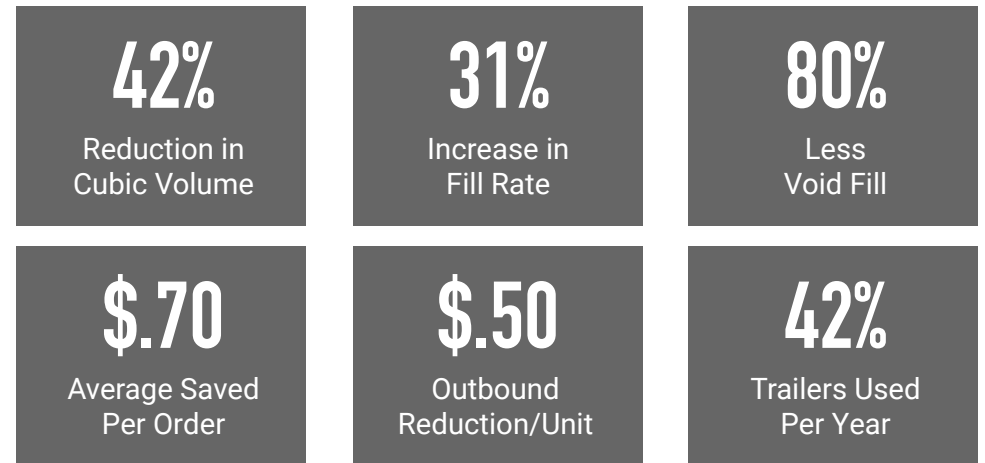 42%
Reduction in
Cubic Volume
31%
Increase in
Fill Rate
80%
Less
Void Fill
$.70
Average Saved
Per Order
$.50
Outbound
Reduction/Unit
42%
Trailers Used
Per Year